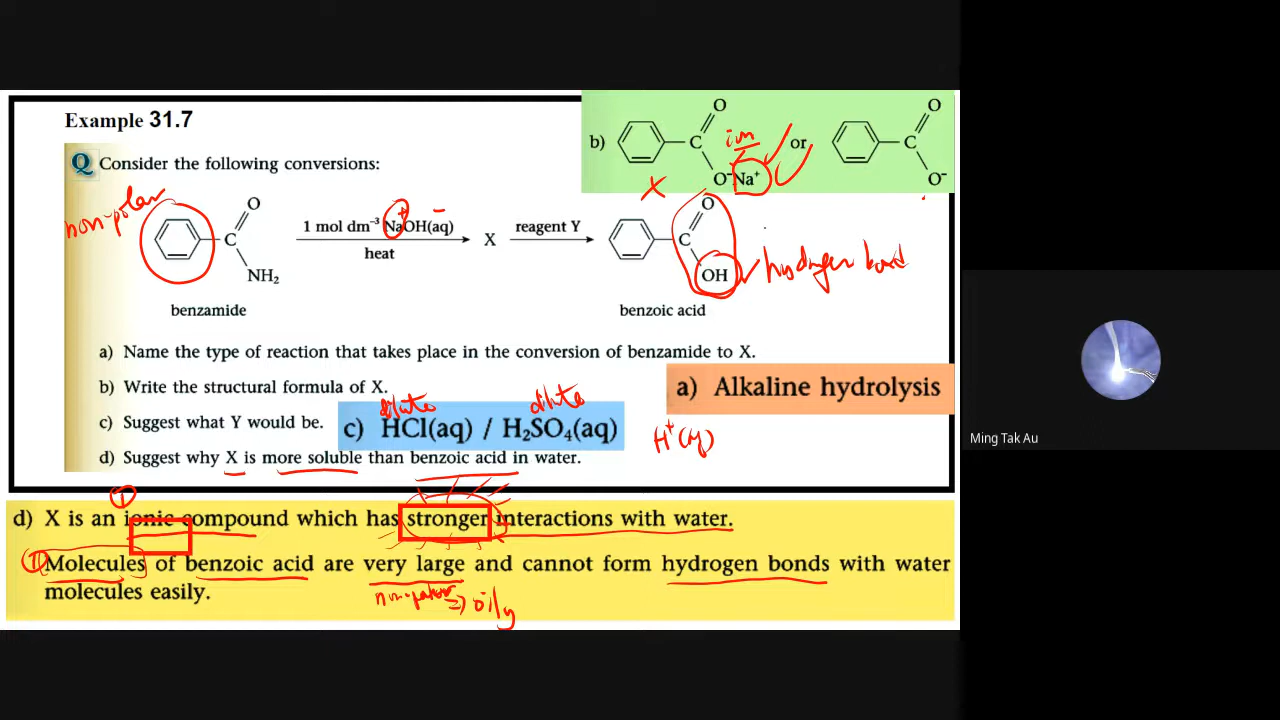 Example 31.7
b) C O O⁻Na⁺ or C O O⁻
ion
Q Consider the following conversions:
non-polar
C O NH₂
1 mol dm⁻³ NaOH(aq)
+ −
heat
X
reagent Y
C O OH
hydrogen bond
benzamide
benzoic acid
a) Name the type of reaction that takes place in the conversion of benzamide to X.
b) Write the structural formula of X.
a) Alkaline hydrolysis
dilute dilute
c) Suggest what Y would be.
c) HCl(aq) / H₂SO₄(aq)
H⁺(aq)
d) Suggest why X is more soluble than benzoic acid in water.
Ming Tak Au
①
d) X is an ionic compound which has stronger interactions with water.
Molecules of benzoic acid are very large and cannot form hydrogen bonds with water
molecules easily.
non-polar ⇒ oily